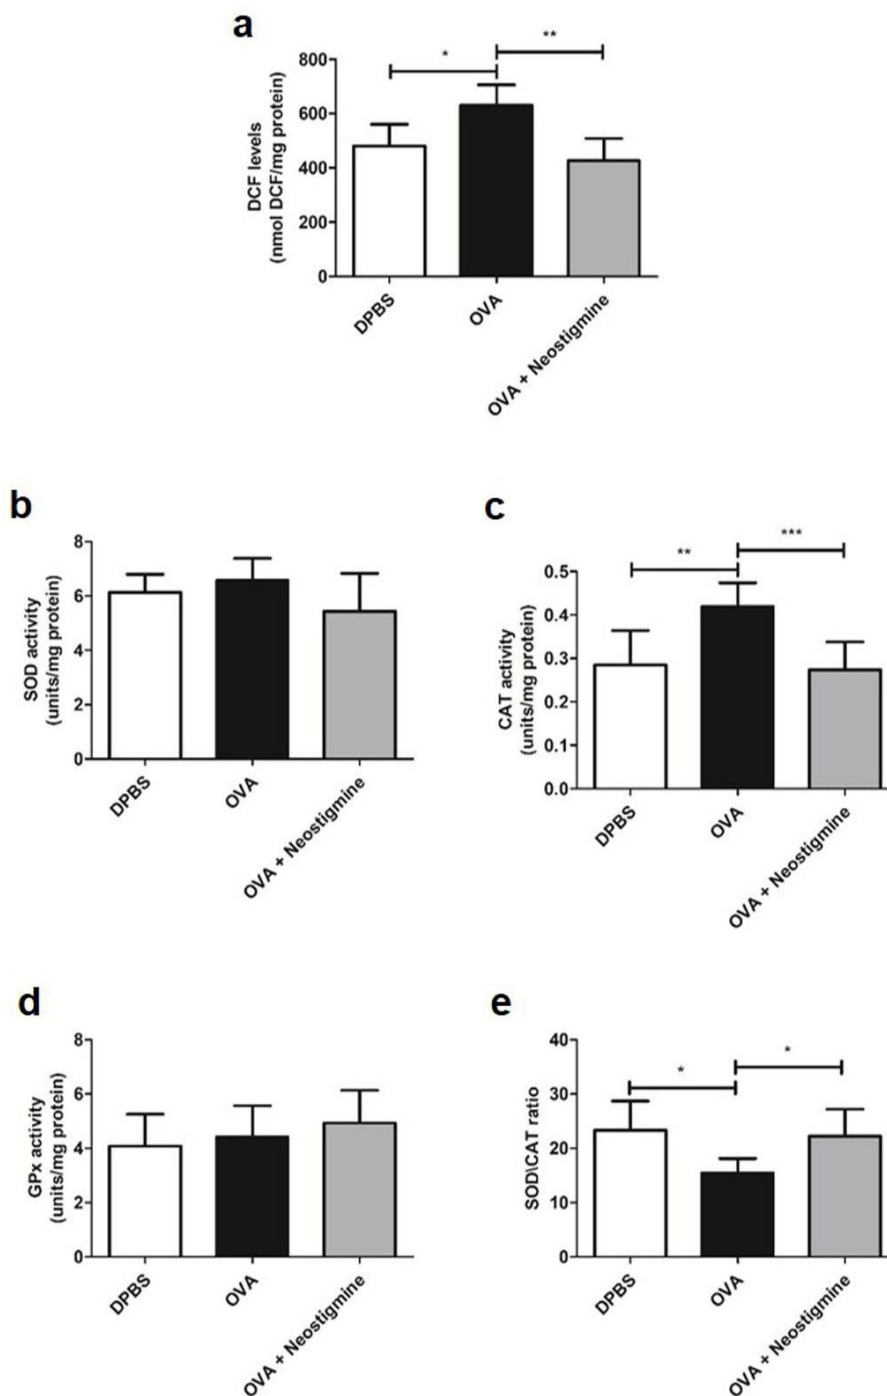 a
* **
DCF levels
(nmol DCF/mg protein)
800
600
400
200
0
DPBS
OVA
OVA + Neostigmine
b
SOD activity
(units/mg protein)
8
6
4
2
0
DPBS
OVA
OVA + Neostigmine
c
** ***
CAT activity
(units/mg protein)
0.5
0.4
0.3
0.2
0.1
0.0
DPBS
OVA
OVA + Neostigmine
d
GPx activity
(units/mg protein)
8
6
4
2
0
DPBS
OVA
OVA + Neostigmine
e
* *
SOD\CAT ratio
40
30
20
10
0
DPBS
OVA
OVA + Neostigmine